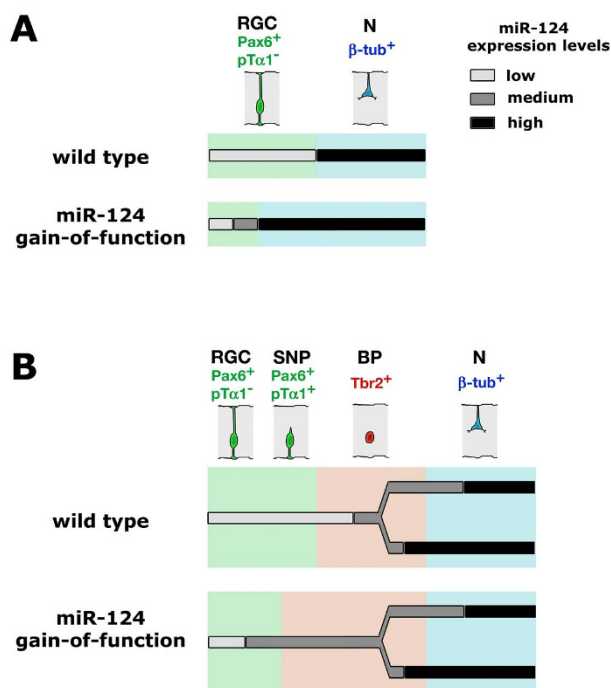 A
RGC
Pax6+
pTα1-
N
β-tub+
miR-124
expression levels
low
medium
high
wild type
miR-124
gain-of-function
B
RGC
Pax6+
pTα1-
SNP
Pax6+
pTα1+
BP
Tbr2+
N
β-tub+
wild type
miR-124
gain-of-function